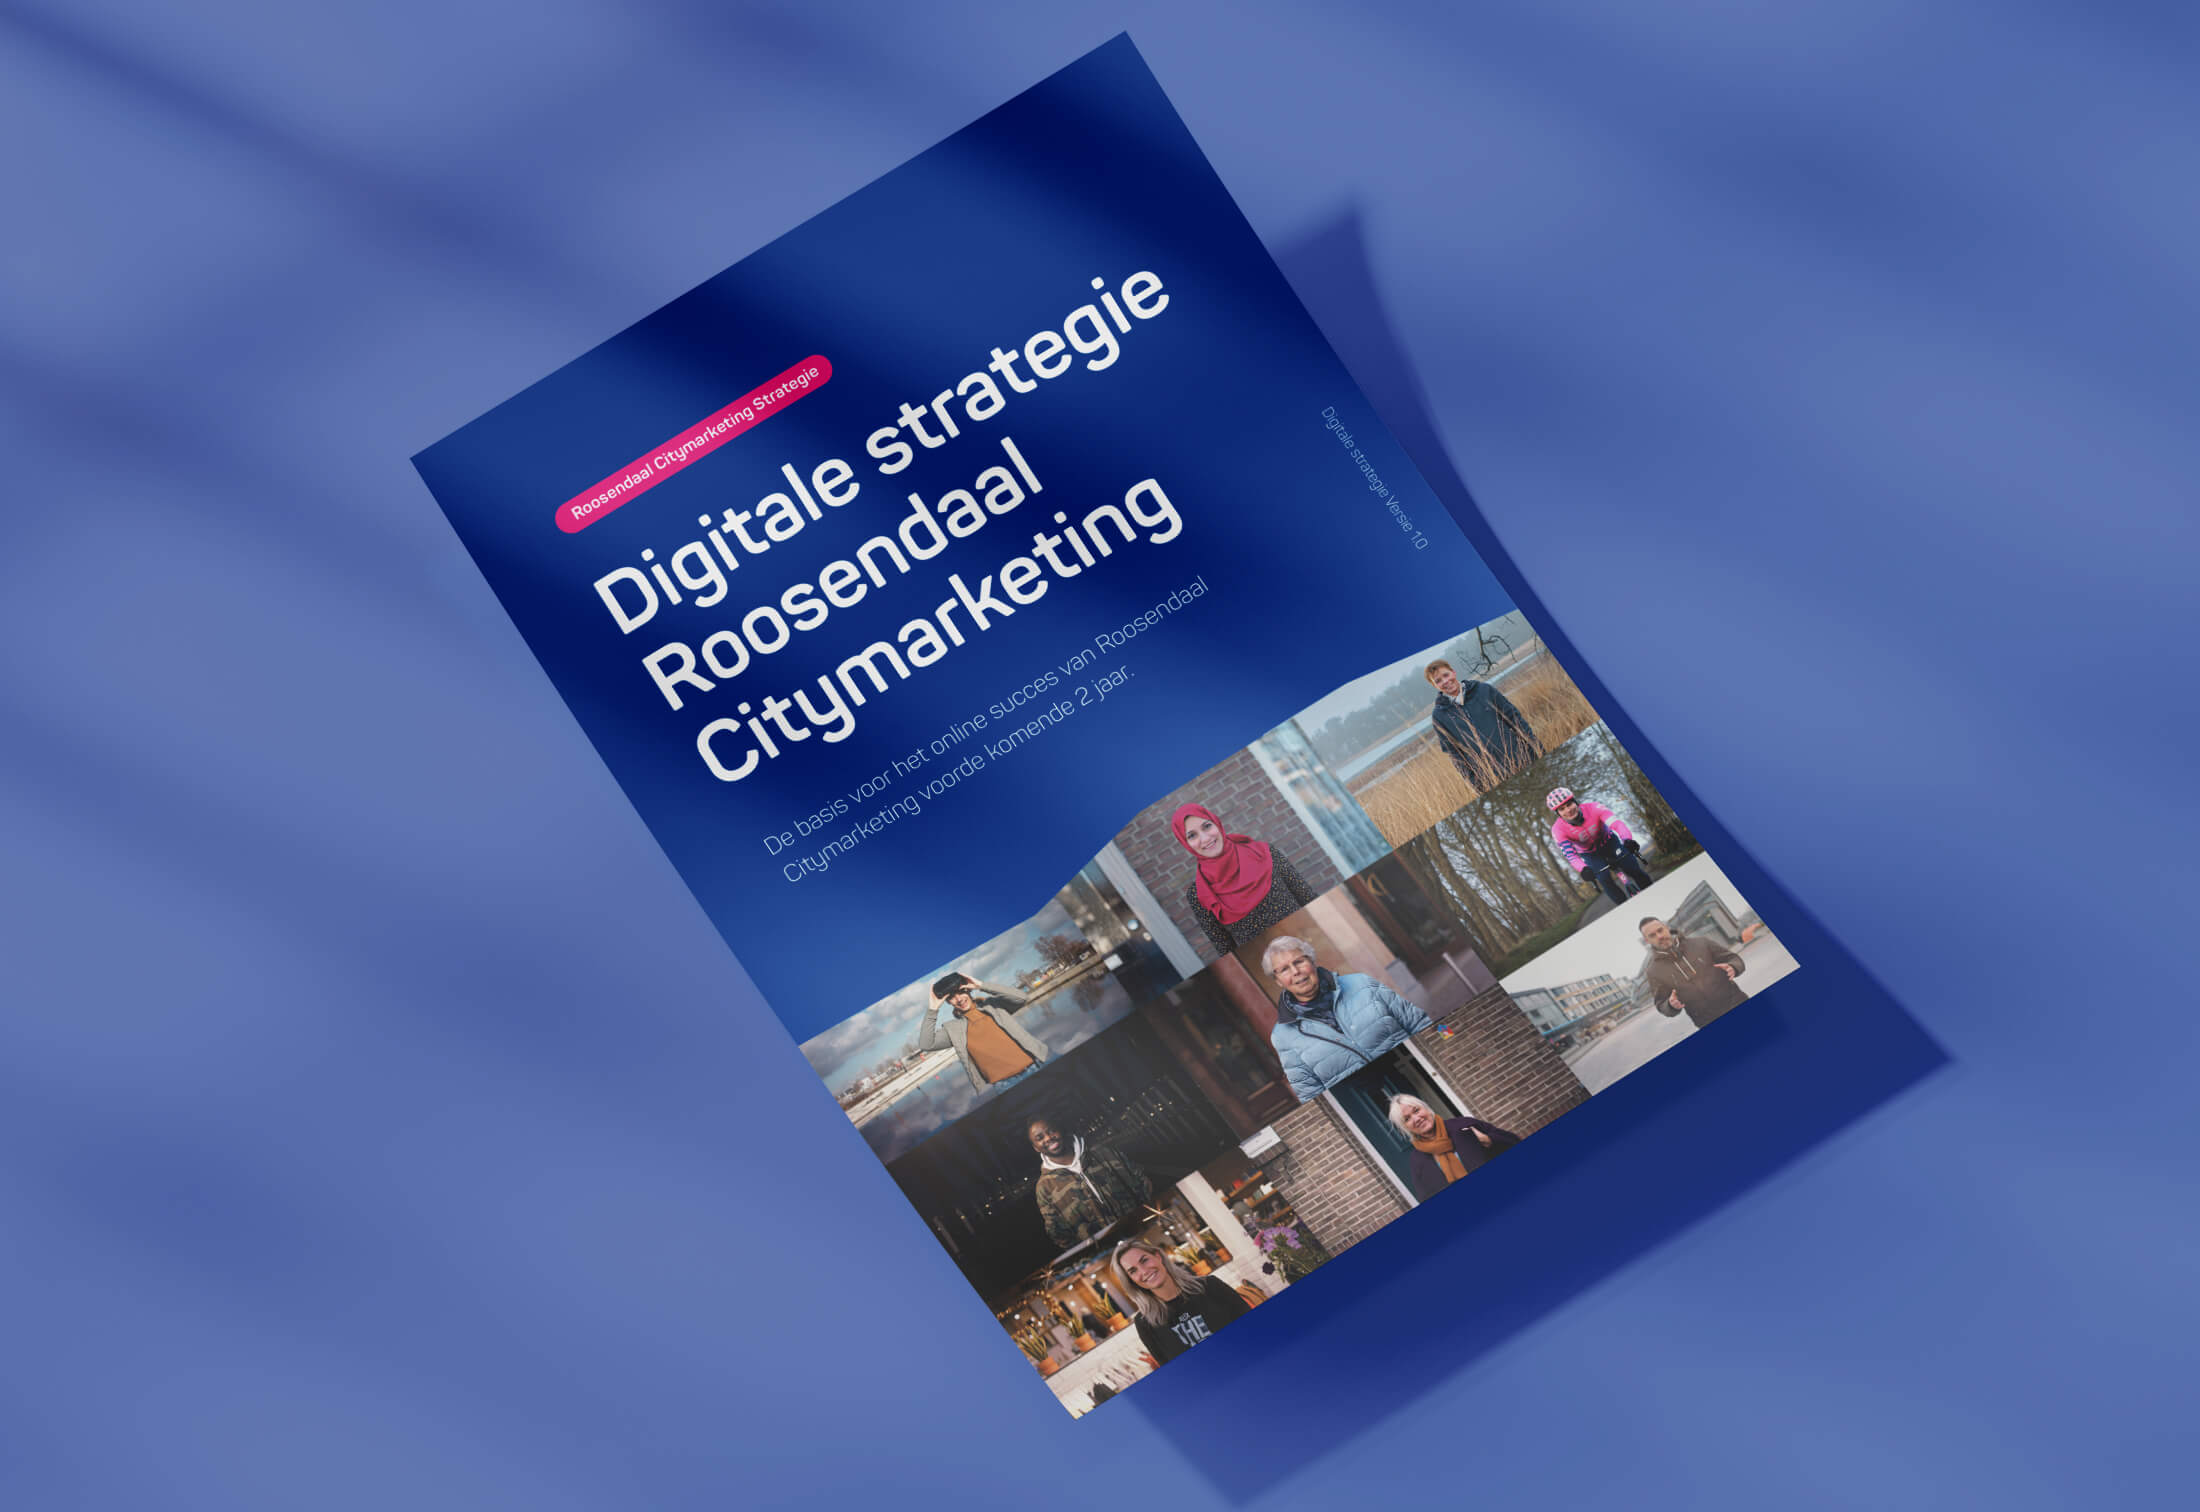 Roosendaal Citymarketing Strategie
Digitale strategie
Roosendaal
Citymarketing
De basis voor het online succes van Roosendaal
Citymarketing voorde komende 2 jaar.
Digitale strategie Versie 1.0
THE